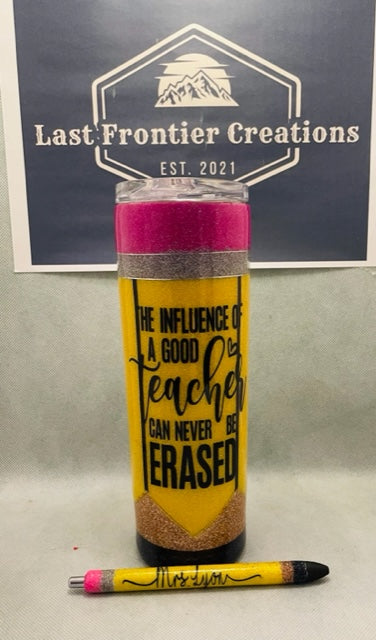 Last Frontier Creations
EST. 2021
THE INFLUENCE OF
A GOOD
teacher
CAN NEVER BE
ERASED
Mrs Lyon